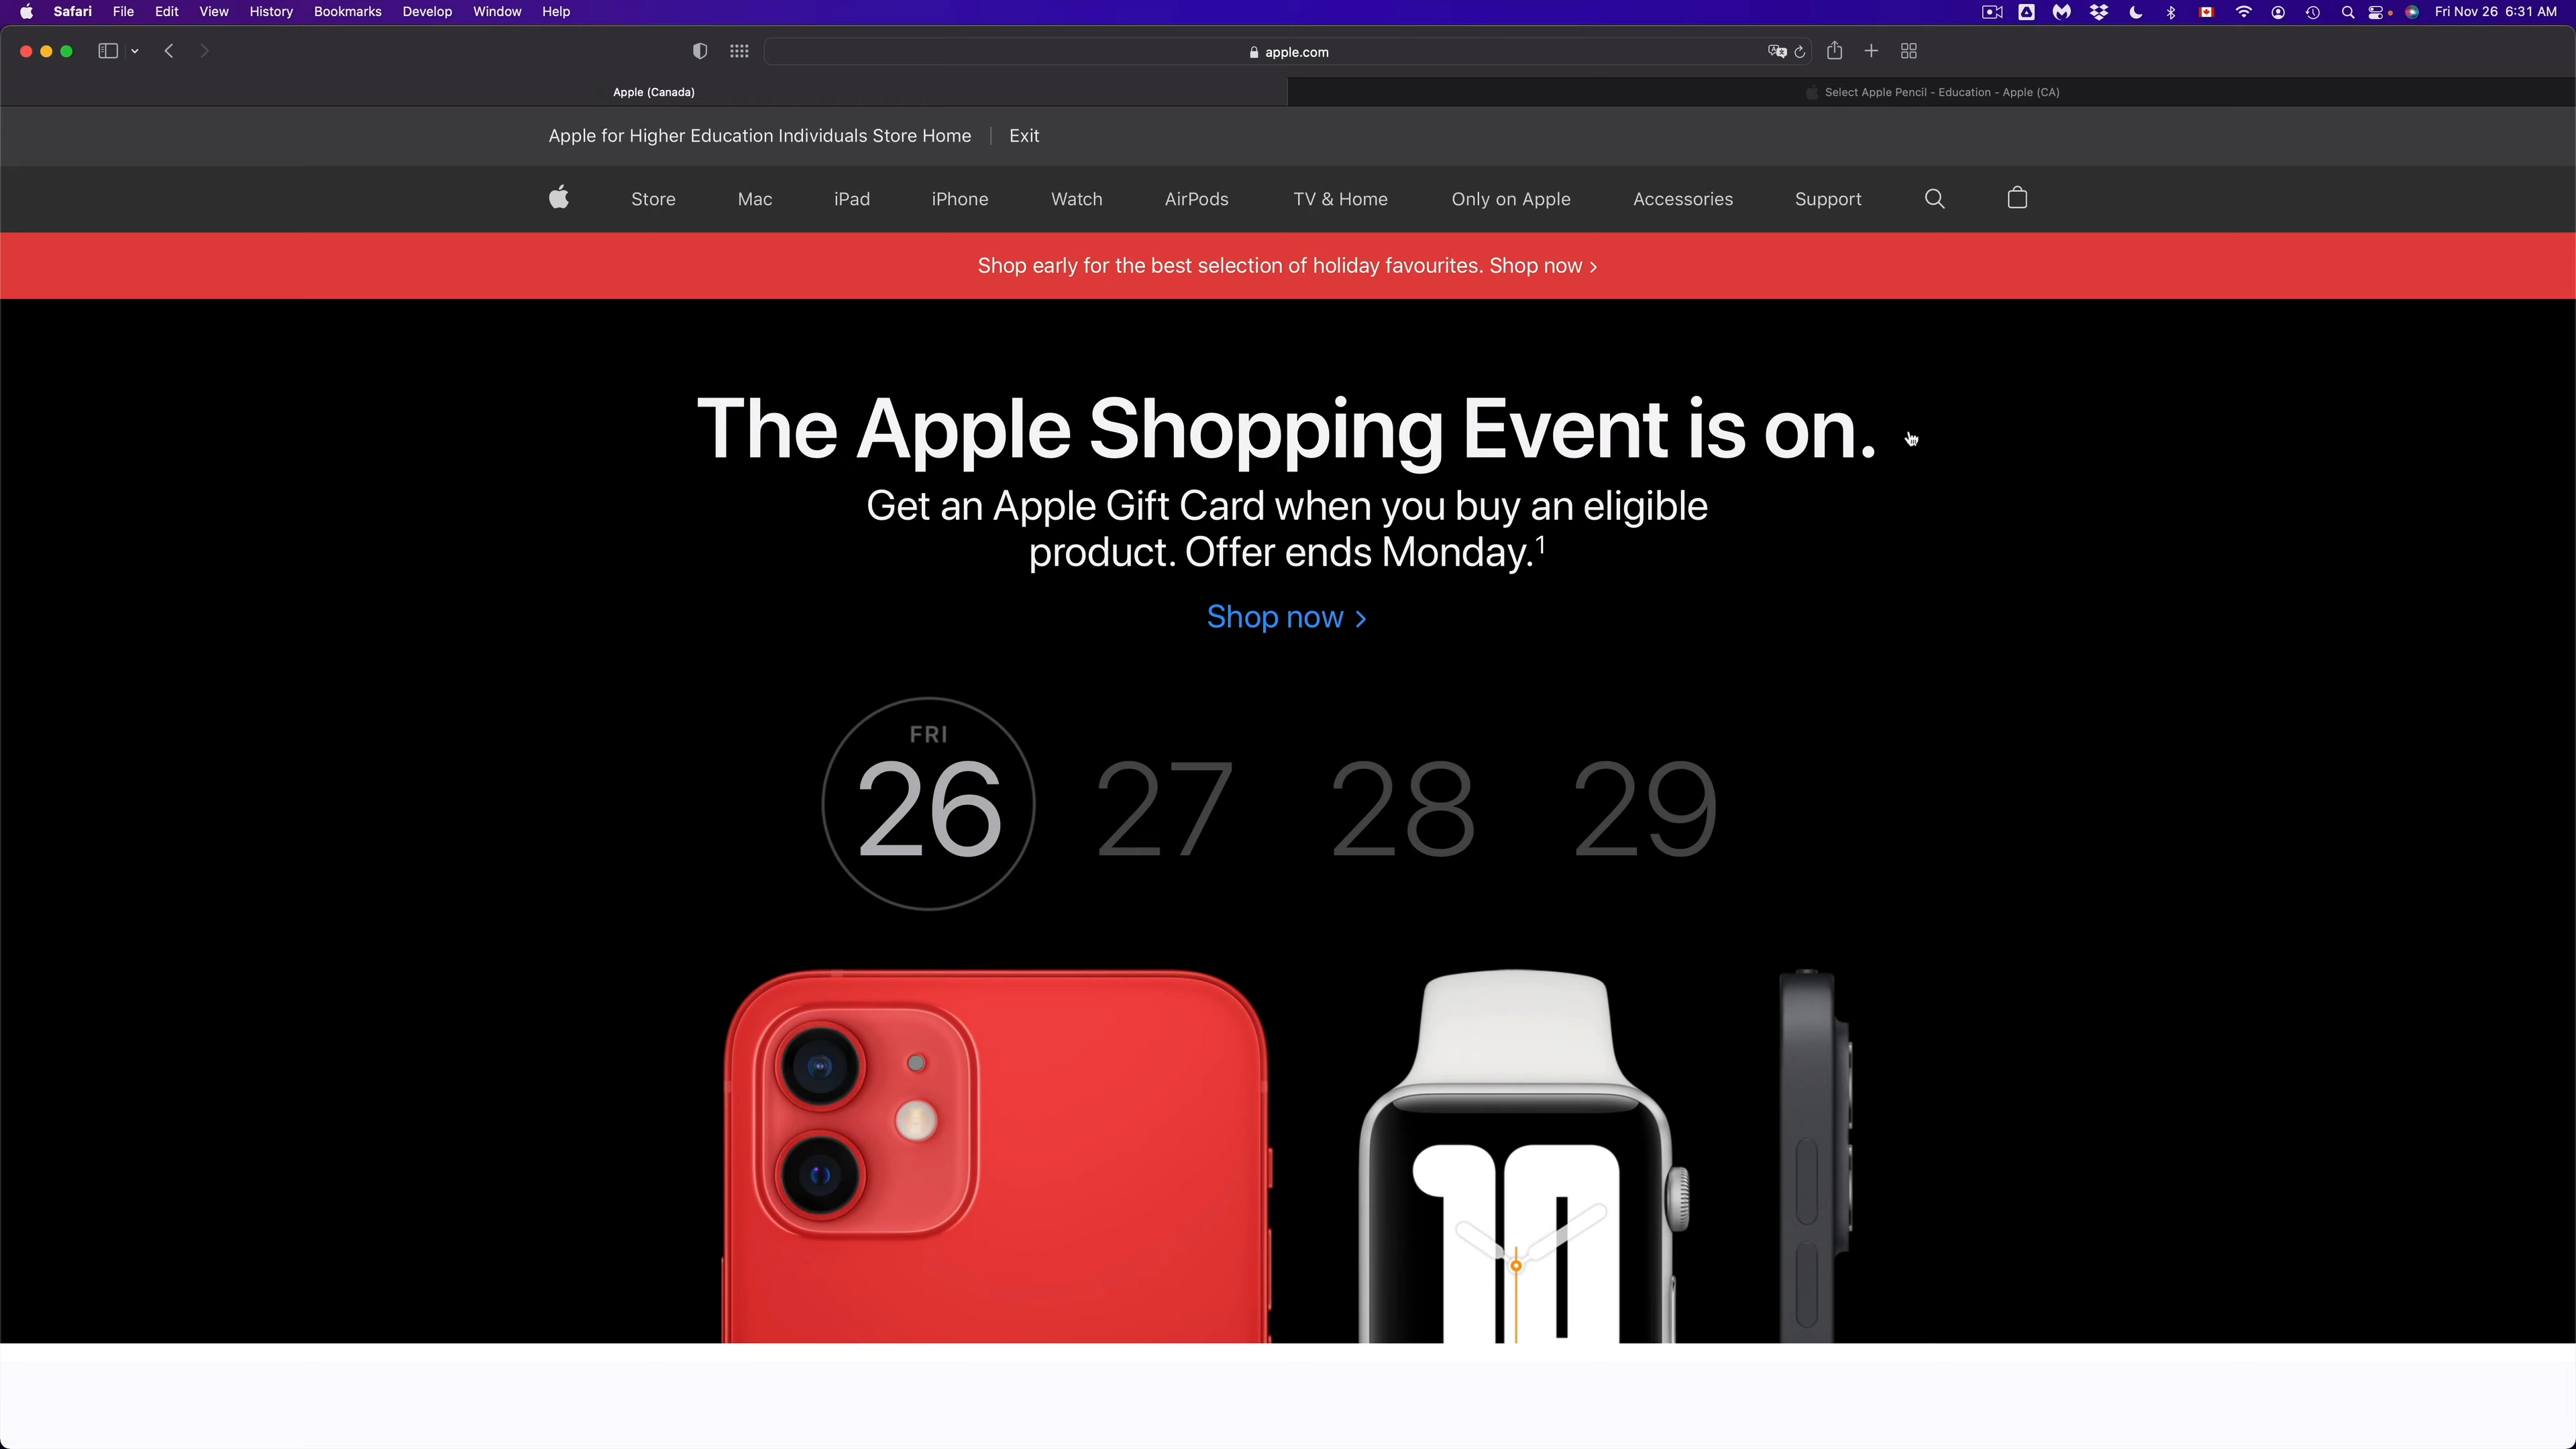 Safari File Edit View History Bookmarks Develop Window Help Fri Nov 26 6:31 AM
apple.com
Apple (Canada) Select Apple Pencil - Education - Apple (CA)
Apple for Higher Education Individuals Store Home Exit
Store Mac iPad iPhone Watch AirPods TV & Home Only on Apple Accessories Support
Shop early for the best selection of holiday favourites. Shop now >
The Apple Shopping Event is on.
Get an Apple Gift Card when you buy an eligible
product. Offer ends Monday.¹
Shop now >
FRI
26 27 28 29
10